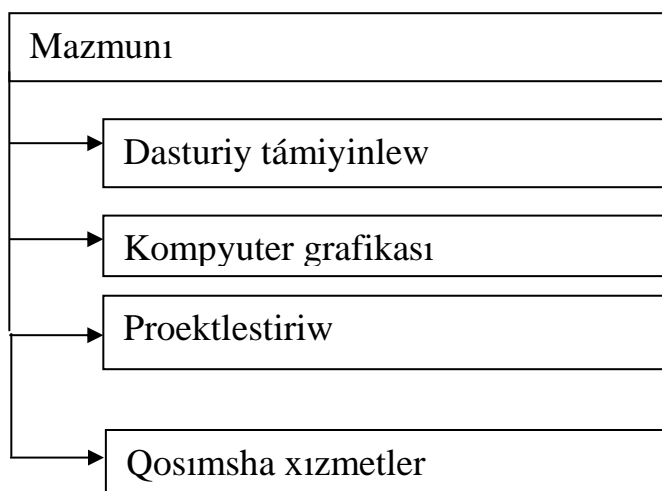 Mazmunı
Dasturiy támiyinlew
Kompyuter grafikası
Proektlestiriw
Qosımsha xızmetler